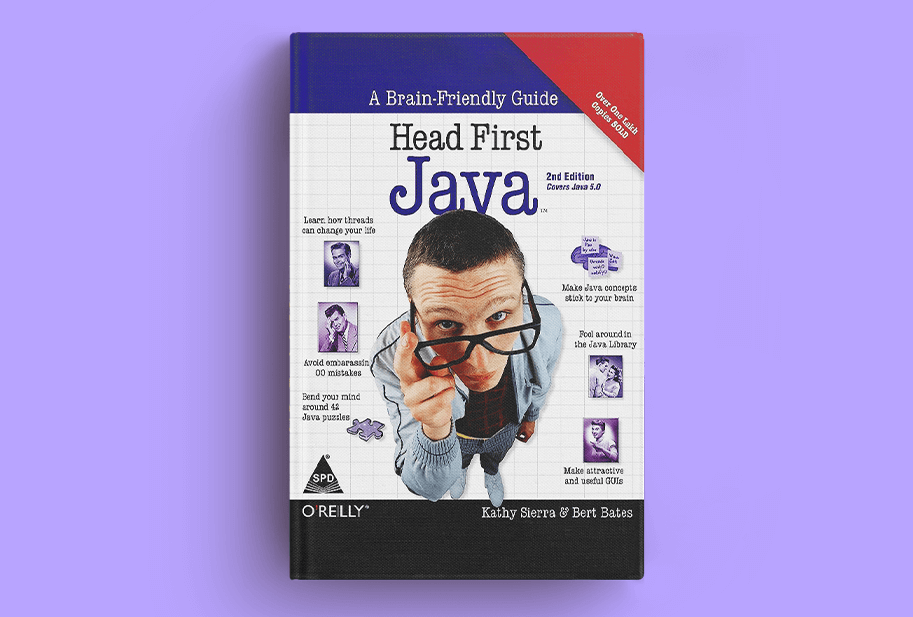 A Brain-Friendly Guide
Over One Lakh
Copies SOLD
Head First
Java
™
2nd Edition
Covers Java 5.0
Learn how threads
can change your life
Make Java concepts
stick to your brain
Fool around in
the Java Library
Avoid embarassin
OO mistakes
Bend your mind
around 42
Java puzzles
Make attractive
and useful GUIs
SPD
®
O'REILLY®
Kathy Sierra & Bert Bates